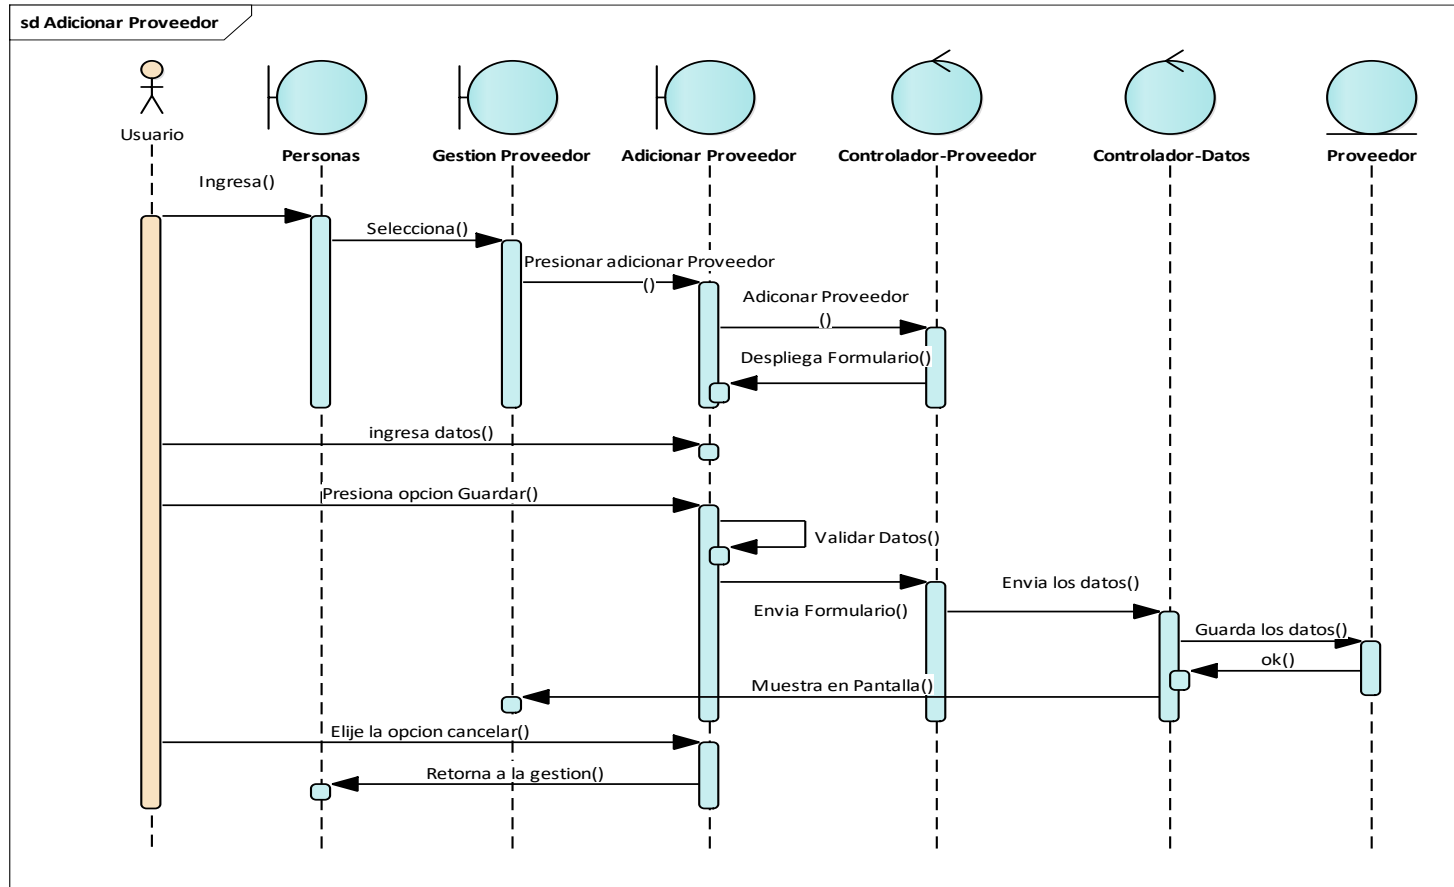 sd Adicionar Proveedor
Usuario
Personas
Gestion Proveedor
Adicionar Proveedor
Controlador-Proveedor
Controlador-Datos
Proveedor
Ingresa()
Selecciona()
Presionar adicionar Proveedor
()
Adiconar Proveedor
()
Despliega Formulario()
ingresa datos()
Presiona opcion Guardar()
Validar Datos()
Envia Formulario()
Envia los datos()
Guarda los datos()
ok()
Muestra en Pantalla()
Elije la opcion cancelar()
Retorna a la gestion()